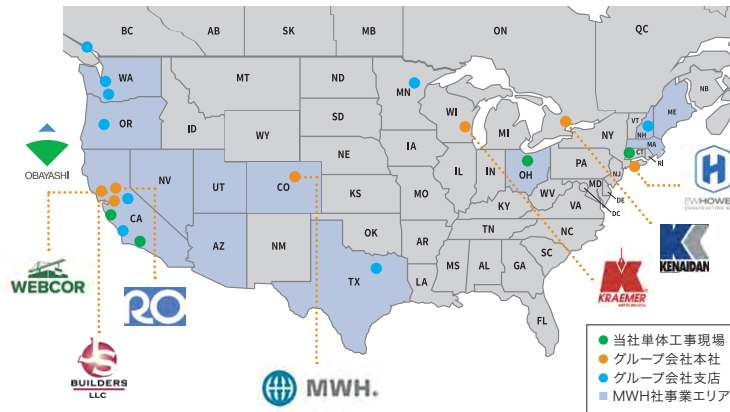 BC
AB
SK
MB
ON
QC
NB
WA
MT
ND
MN
WI
MI
VT
NH
ME
NY
MA
CT
RI
OR
ID
WY
SD
IA
NE
IL
IN
OH
PA
NJ
MD
DE
DC
WV
VA
KY
NV
UT
CO
KS
MO
CA
AZ
NM
OK
AR
TN
NC
SC
MS
AL
GA
LA
TX
FL
OBAYASHI
WEBCOR
RO
JS
BUILDERS
LLC
MWH.
KRAEMER
KENAIDAN
EWHOWE
当社単体工事現場
グループ会社本社
グループ会社支店
MWH社事業エリア